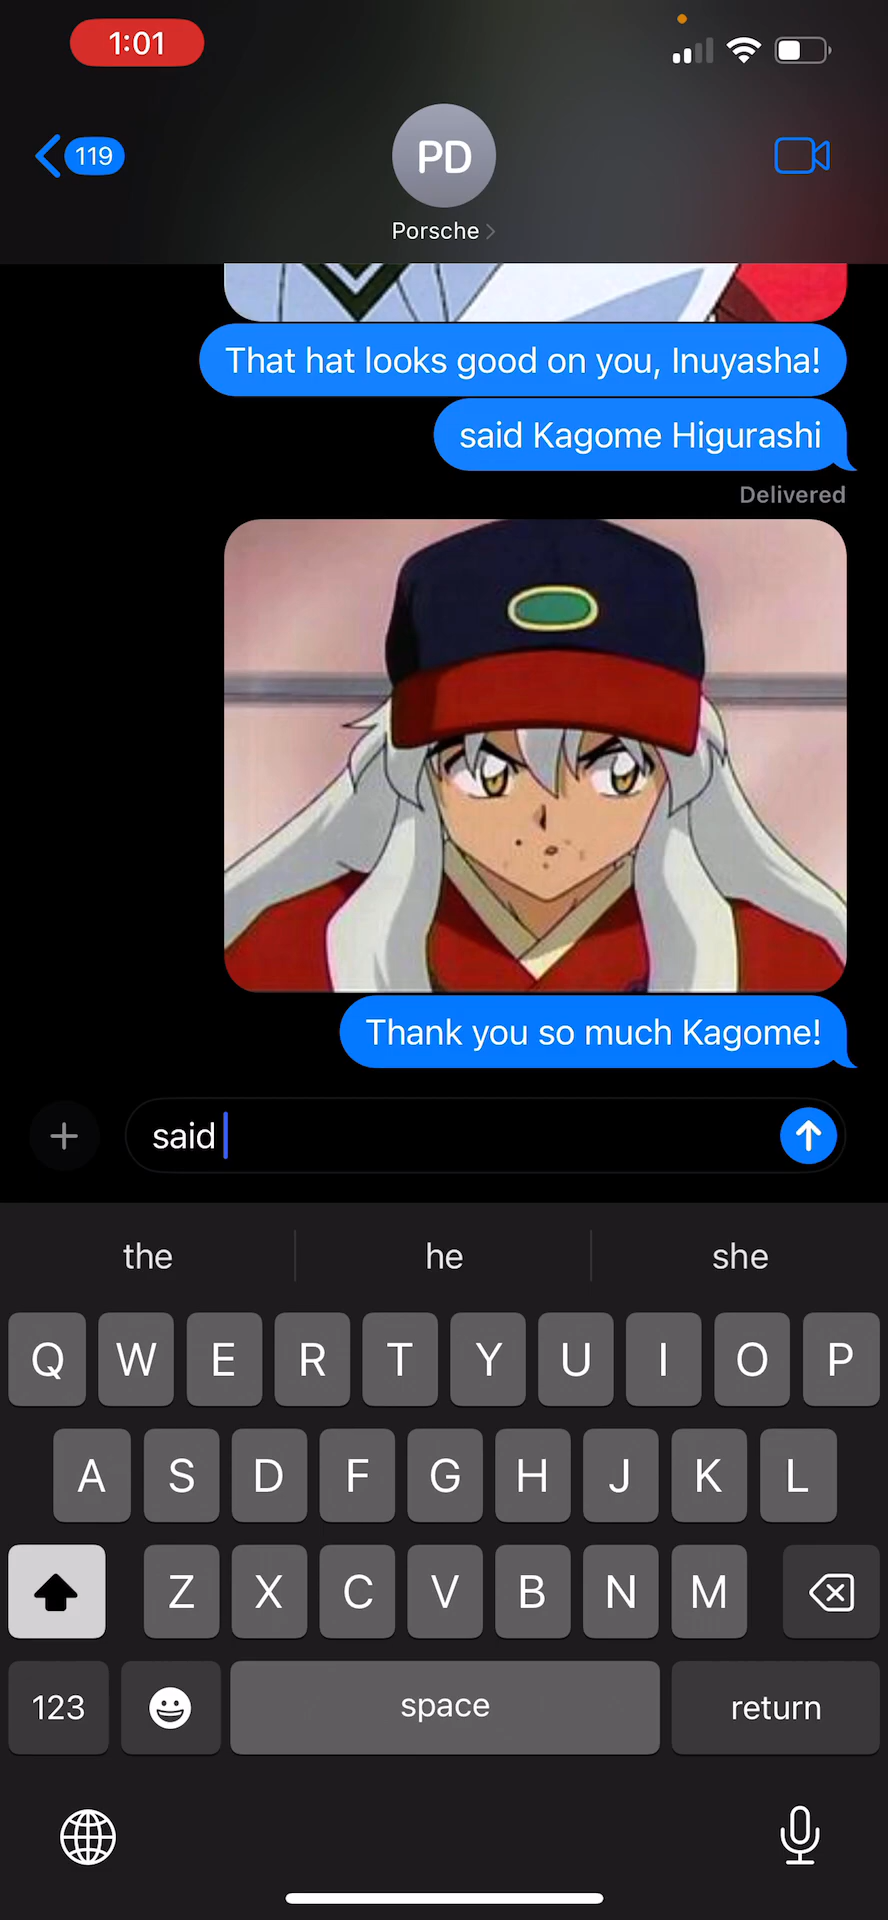 1:01
119
PD
Porsche
That hat looks good on you, Inuyasha!
said Kagome Higurashi
Delivered
Thank you so much Kagome!
said
the he she
Q W E R T Y U I O P
A S D F G H J K L
Z X C V B N M
123 space return